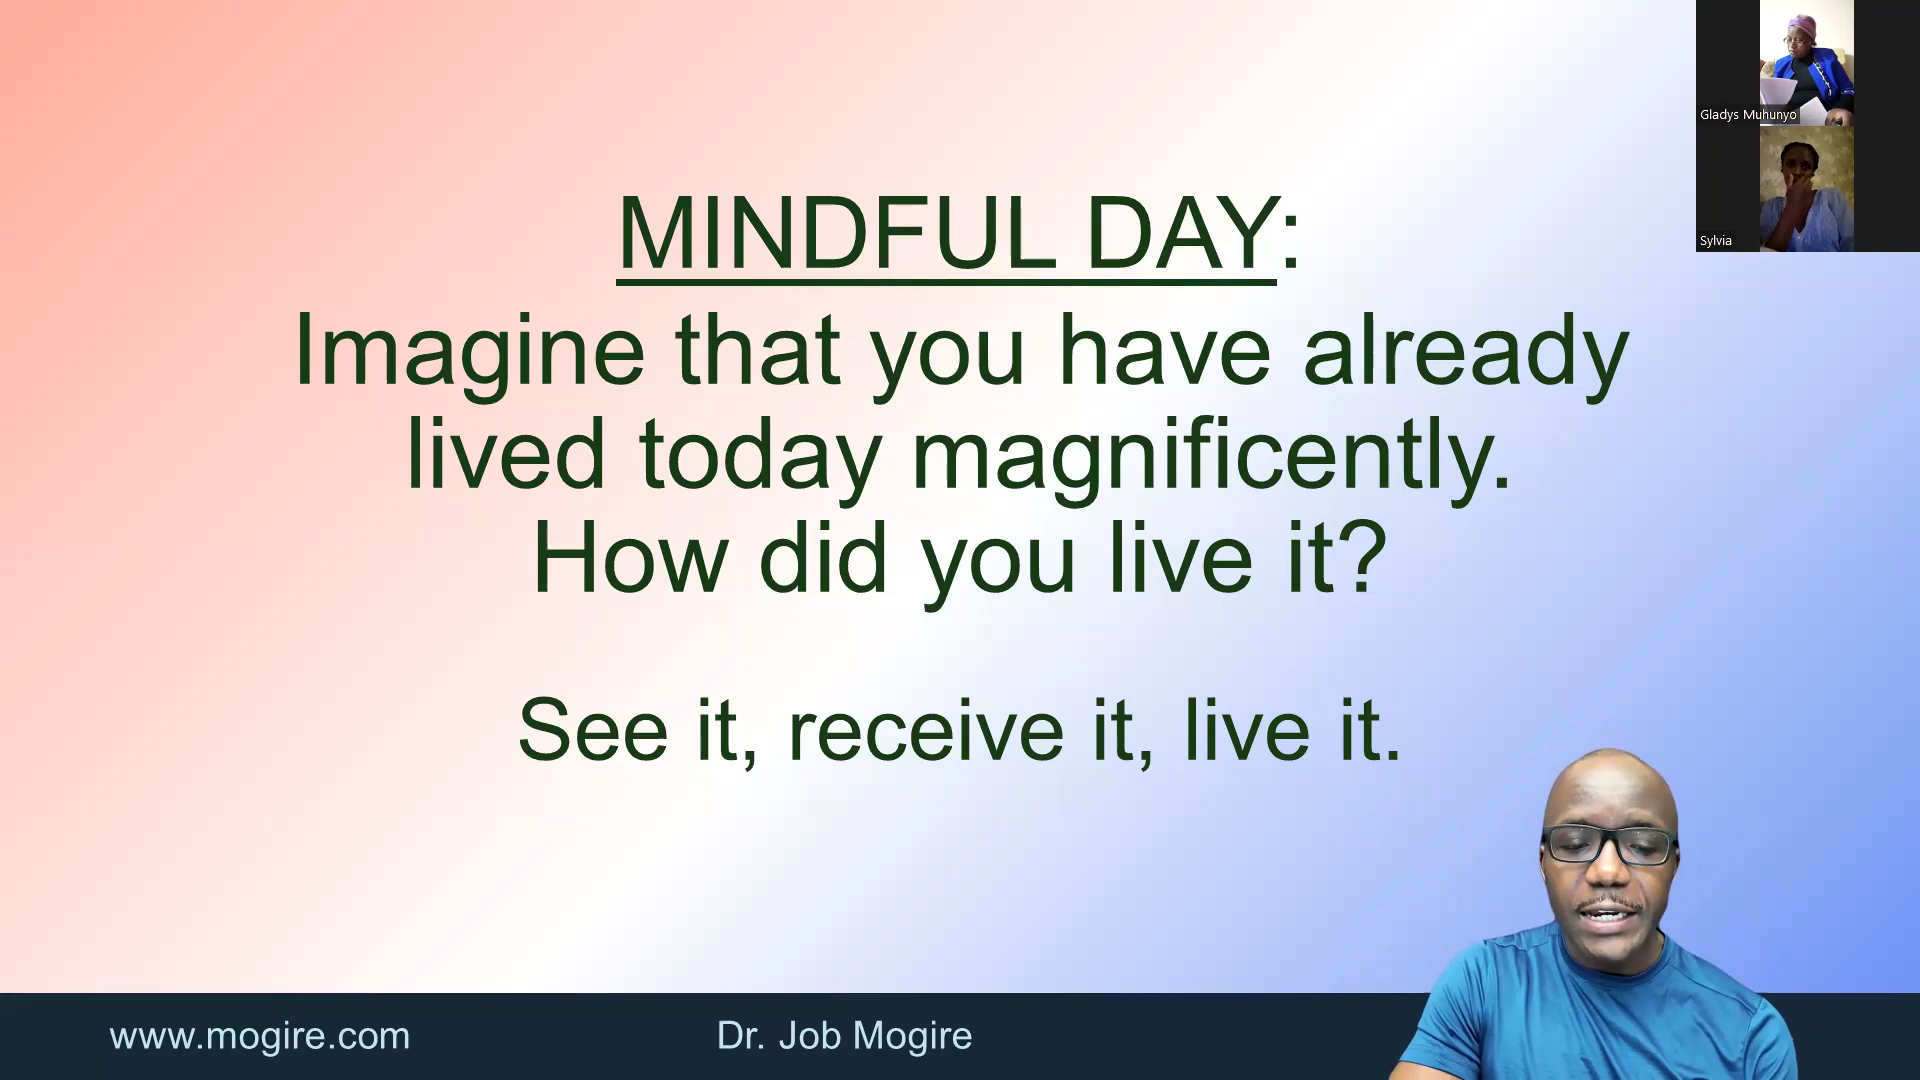 MINDFUL DAY:
Imagine that you have already
lived today magnificently.
How did you live it?
See it, receive it, live it.
Gladys Muhunyo
Sylvia
www.mogire.com
Dr. Job Mogire